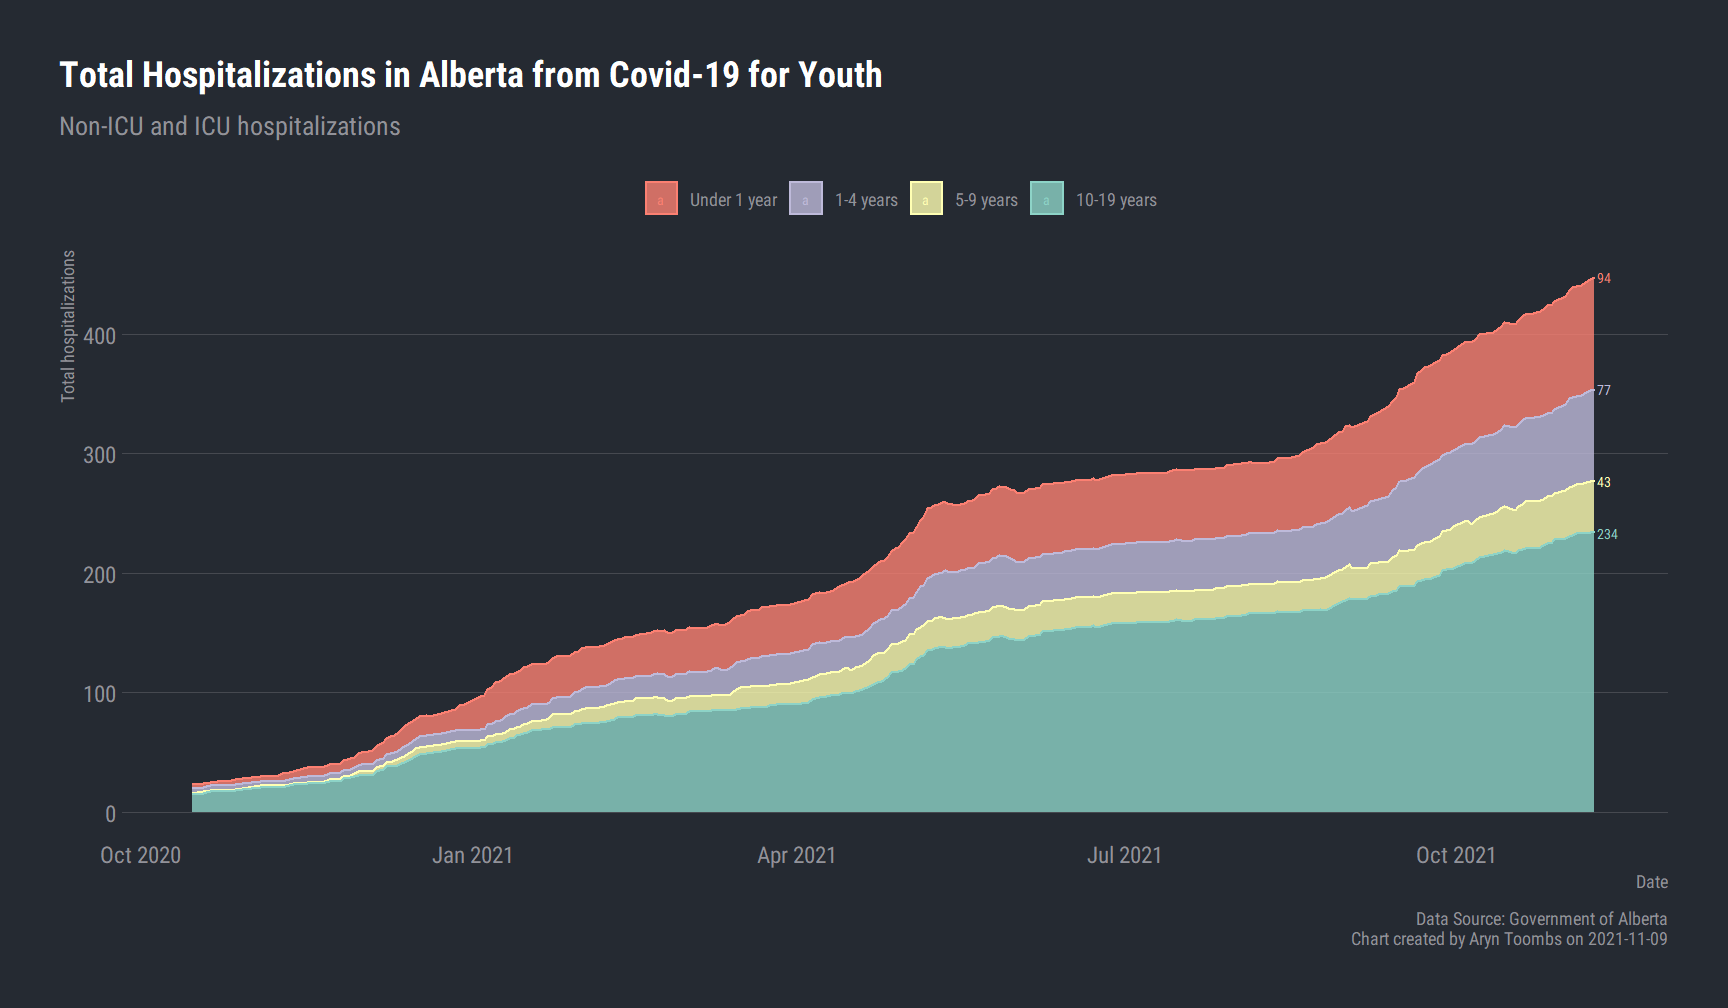 Total Hospitalizations in Alberta from Covid-19 for Youth
Non-ICU and ICU hospitalizations
a Under 1 year a 1-4 years a 5-9 years a 10-19 years
Total hospitalizations
94
400
77
300
43
234
200
100
0
Oct 2020 Jan 2021 Apr 2021 Jul 2021 Oct 2021
Date
Data Source: Government of Alberta
Chart created by Aryn Toombs on 2021-11-09